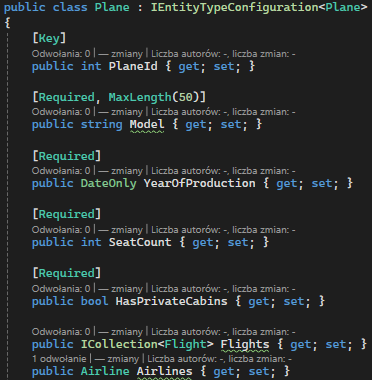 public class Plane : IEntityTypeConfiguration<Plane>
{
[Key]
Odwołania: 0 | — zmiany | Liczba autorów: -, liczba zmian: -
public int PlaneId { get; set; }
[Required, MaxLength(50)]
Odwołania: 0 | — zmiany | Liczba autorów: -, liczba zmian: -
public string Model { get; set; }
[Required]
Odwołania: 0 | — zmiany | Liczba autorów: -, liczba zmian: -
public DateOnly YearOfProduction { get; set; }
[Required]
Odwołania: 0 | — zmiany | Liczba autorów: -, liczba zmian: -
public int SeatCount { get; set; }
[Required]
Odwołania: 0 | — zmiany | Liczba autorów: -, liczba zmian: -
public bool HasPrivateCabins { get; set; }
Odwołania: 0 | — zmiany | Liczba autorów: -, liczba zmian: -
public ICollection<Flight> Flights { get; set; }
1 odwołanie | — zmiany | Liczba autorów: -, liczba zmian: -
public Airline Airlines { get; set; }